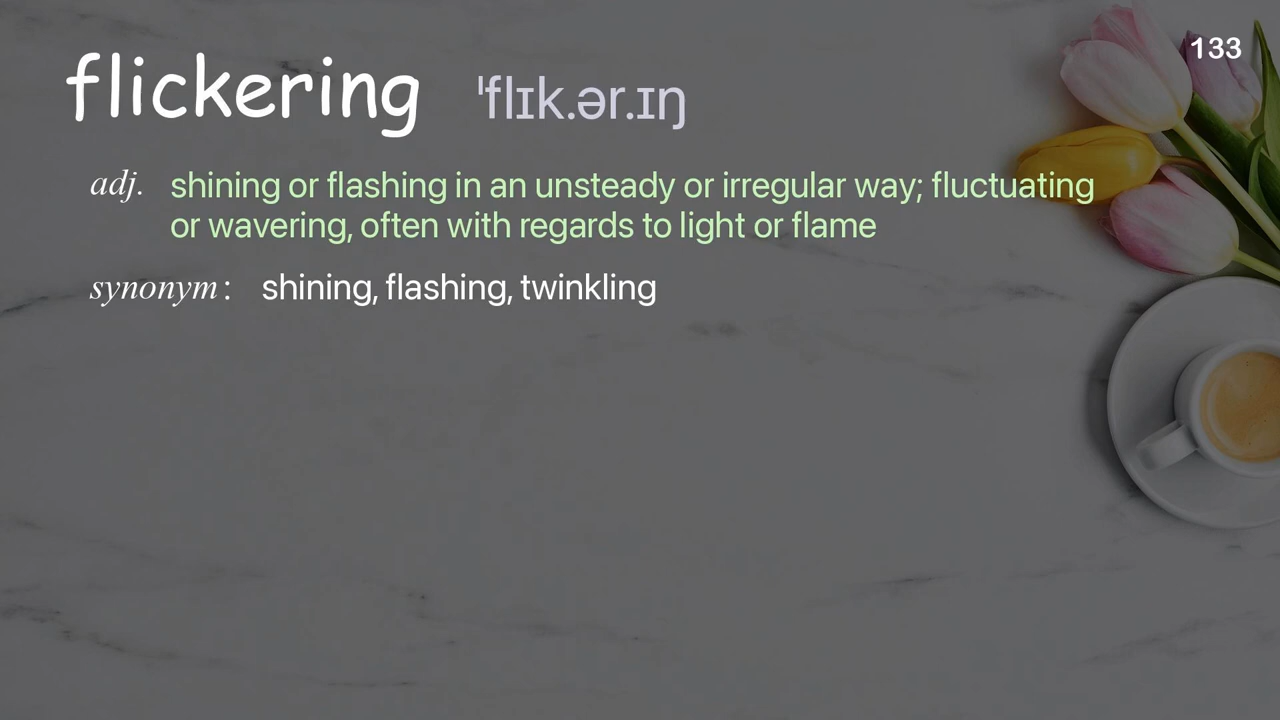 133
flickering ˈflɪk.ər.ɪŋ
adj. shining or flashing in an unsteady or irregular way; fluctuating
or wavering, often with regards to light or flame
synonym : shining, flashing, twinkling